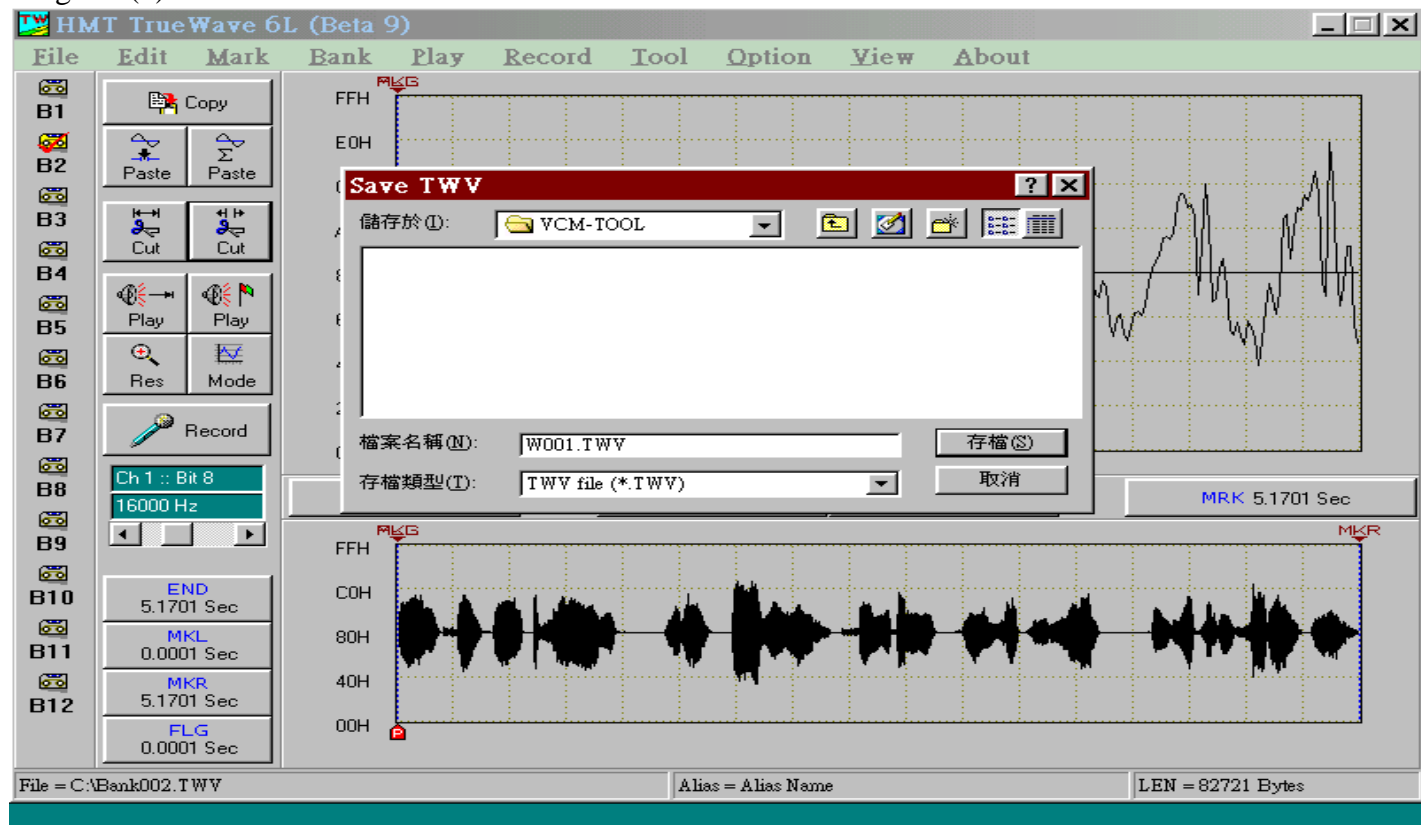 HMT TrueWave 6L (Beta 9)
File Edit Mark Bank Play Record Tool Option View About
B1
B2
B3
B4
B5
B6
B7
B8
B9
B10
B11
B12
Copy
Paste Paste
Cut Cut
Play Play
Res Mode
Record
Ch 1 :: Bit 8
16000 Hz
END
5.1701 Sec
MKL
0.0001 Sec
MKR
5.1701 Sec
FLG
0.0001 Sec
FFH
E0H
Save TWV
儲存於(I): VCM-TOOL
檔案名稱(N): W001.TWV 存檔(S)
存檔類型(T): TWV file (*.TWV) 取消
MRK 5.1701 Sec
MKR
FFH
C0H
80H
40H
00H
P
File = C:\Bank002.TWV Alias = Alias Name LEN = 82721 Bytes